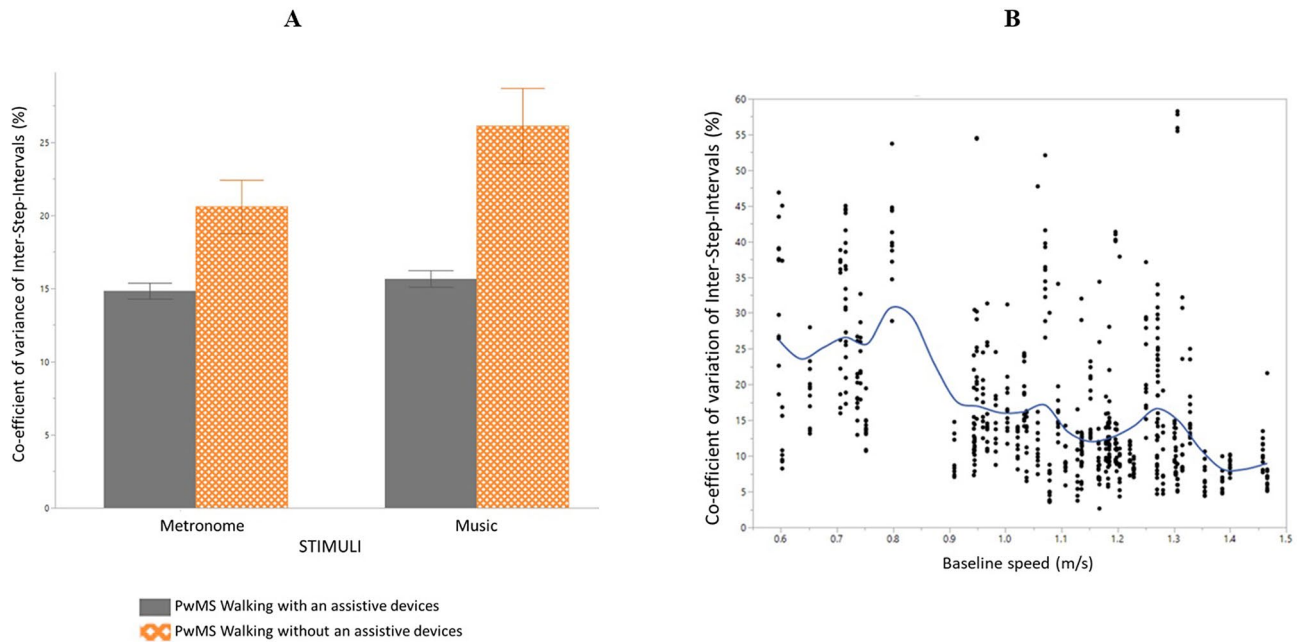 A
Co-efficient of variance of Inter-Step-Intervals (%)
25
20
15
10
5
0
Metronome Music
STIMULI
PwMS Walking with an assistive devices
PwMS Walking without an assistive devices
B
Co-efficient of variation of Inter-Step-Intervals (%)
60
55
50
45
40
35
30
25
20
15
10
5
0
0.6 0.7 0.8 0.9 1.0 1.1 1.2 1.3 1.4 1.5
Baseline speed (m/s)